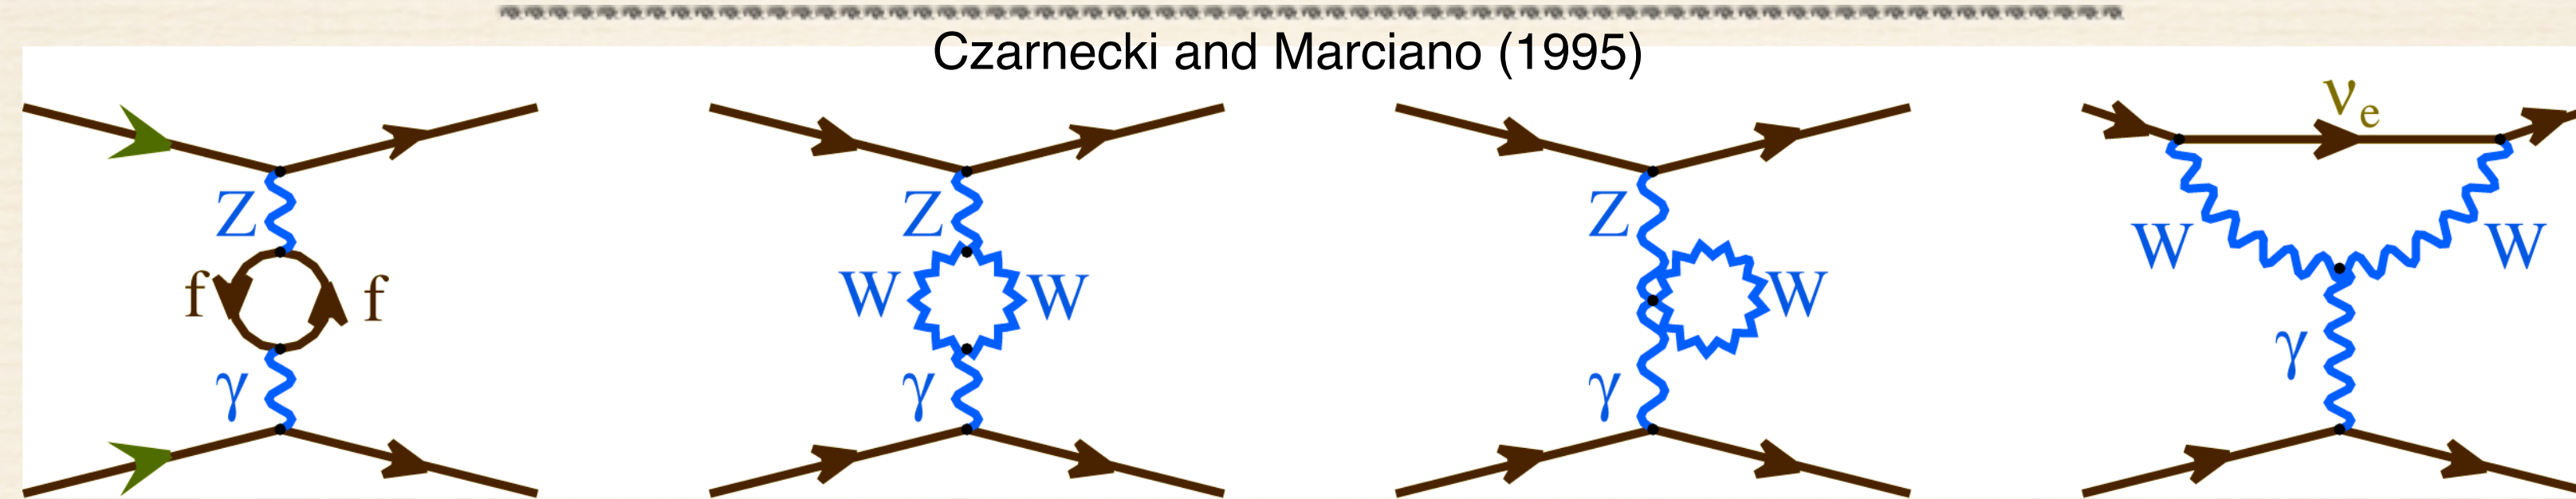 Czarnecki and Marciano (1995)
νe
Z Z Z
W W
f f W W W
γ γ γ γ